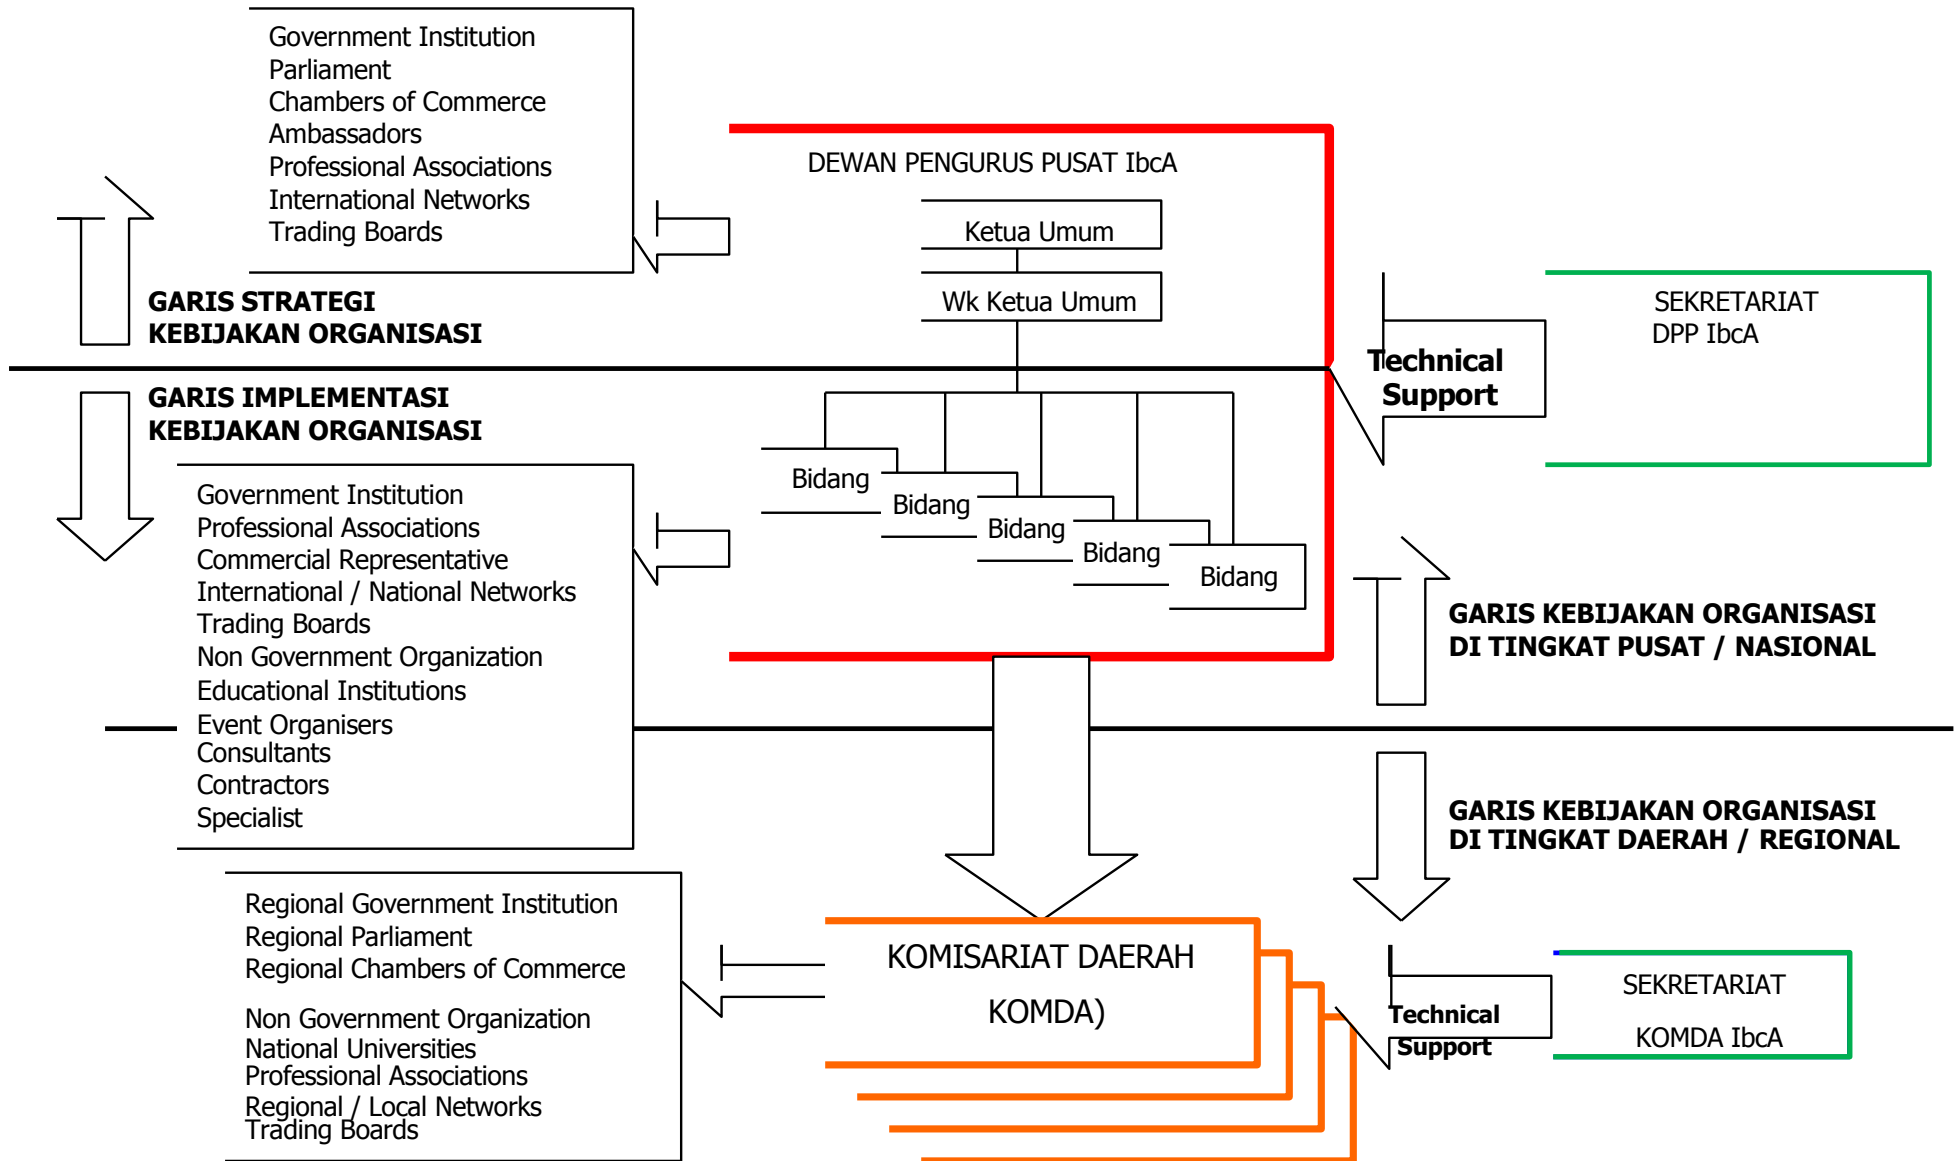 Government Institution
Parliament
Chambers of Commerce
Ambassadors
Professional Associations
International Networks
Trading Boards
DEWAN PENGURUS PUSAT IbcA
Ketua Umum
Wk Ketua Umum
SEKRETARIAT
DPP IbcA
Technical
Support
GARIS STRATEGI
KEBIJAKAN ORGANISASI
GARIS IMPLEMENTASI
KEBIJAKAN ORGANISASI
Bidang
Bidang
Bidang
Bidang
Bidang
Government Institution
Professional Associations
Commercial Representative
International / National Networks
Trading Boards
Non Government Organization
Educational Institutions
Event Organisers
Consultants
Contractors
Specialist
GARIS KEBIJAKAN ORGANISASI
DI TINGKAT PUSAT / NASIONAL
GARIS KEBIJAKAN ORGANISASI
DI TINGKAT DAERAH / REGIONAL
Regional Government Institution
Regional Parliament
Regional Chambers of Commerce
Non Government Organization
National Universities
Professional Associations
Regional / Local Networks
Trading Boards
KOMISARIAT DAERAH
KOMDA)
Technical
Support
SEKRETARIAT
KOMDA IbcA